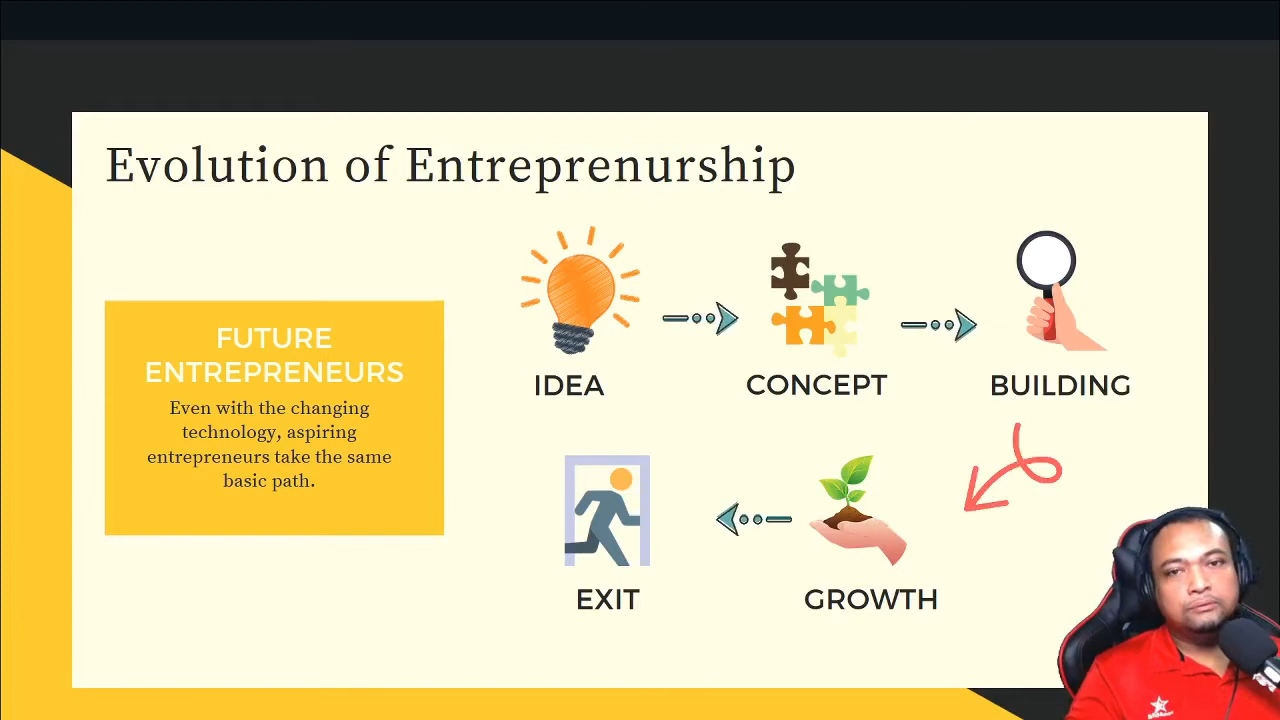 Evolution of Entreprenurship
FUTURE
ENTREPRENEURS
Even with the changing
technology, aspiring
entrepreneurs take the same
basic path.
IDEA
CONCEPT
BUILDING
EXIT
GROWTH